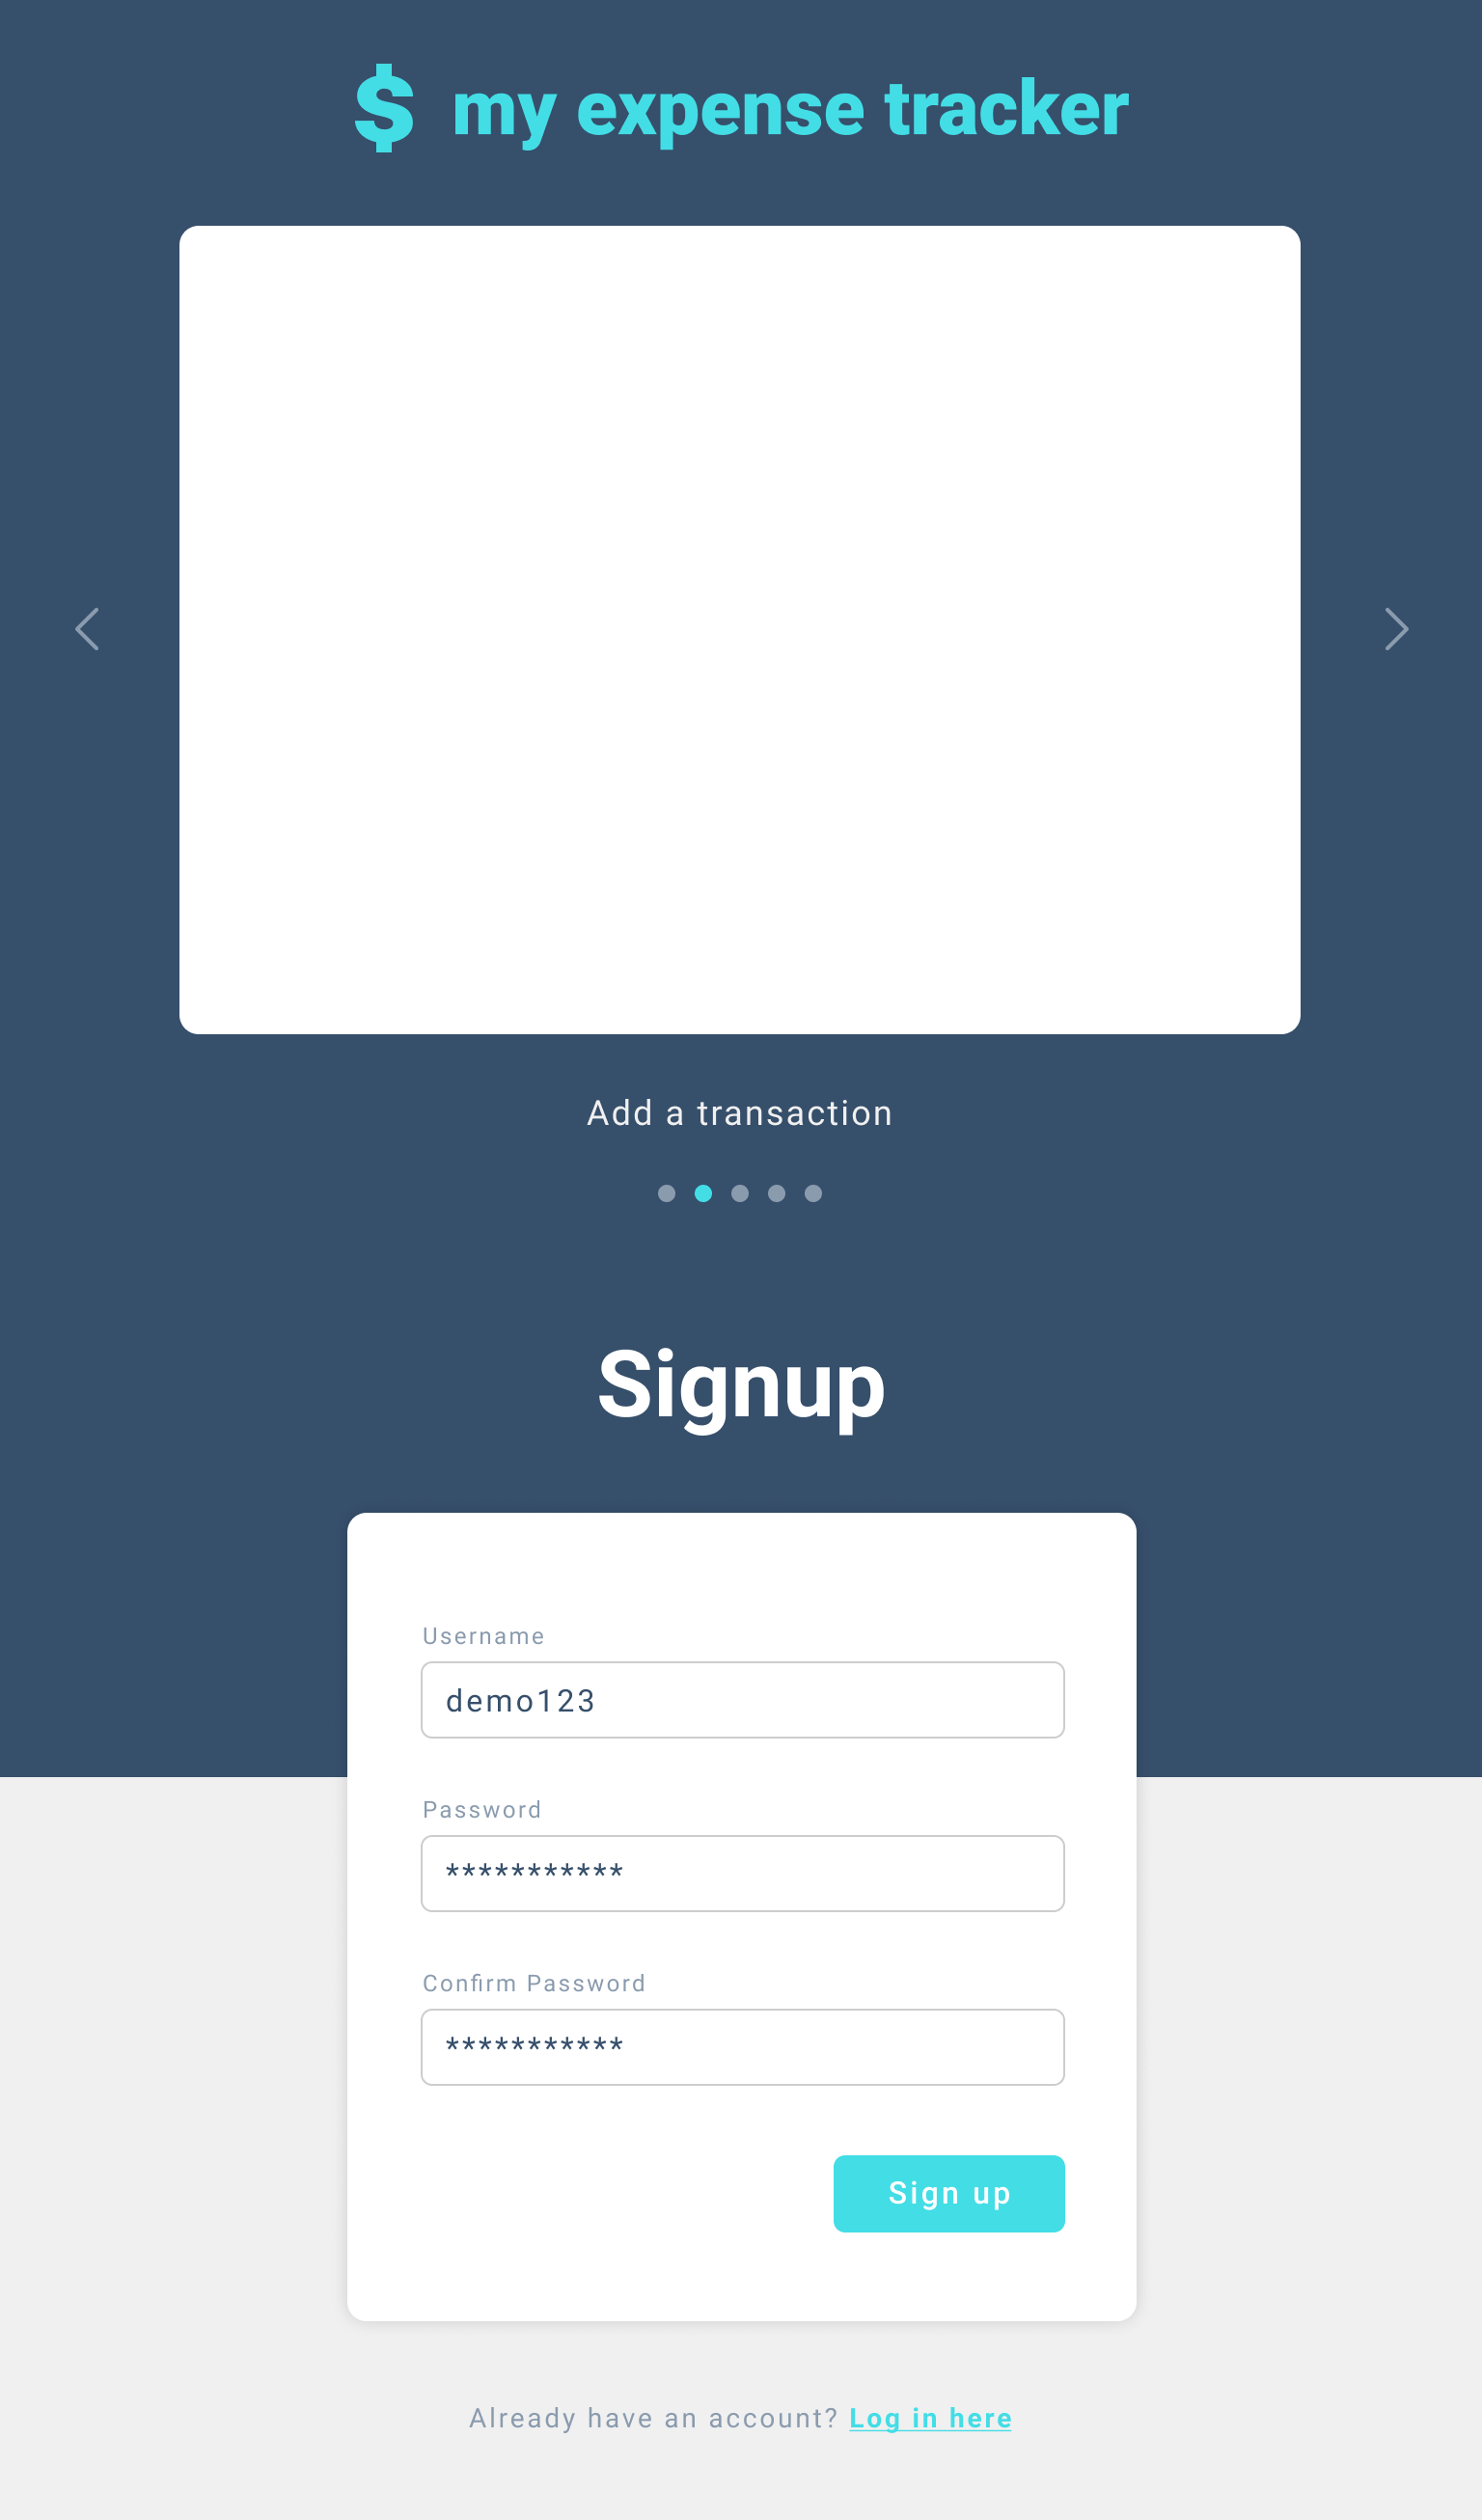 $ my expense tracker
Add a transaction
Signup
Username
demo123
Password
***********
Confirm Password
***********
Sign up
Already have an account? Log in here